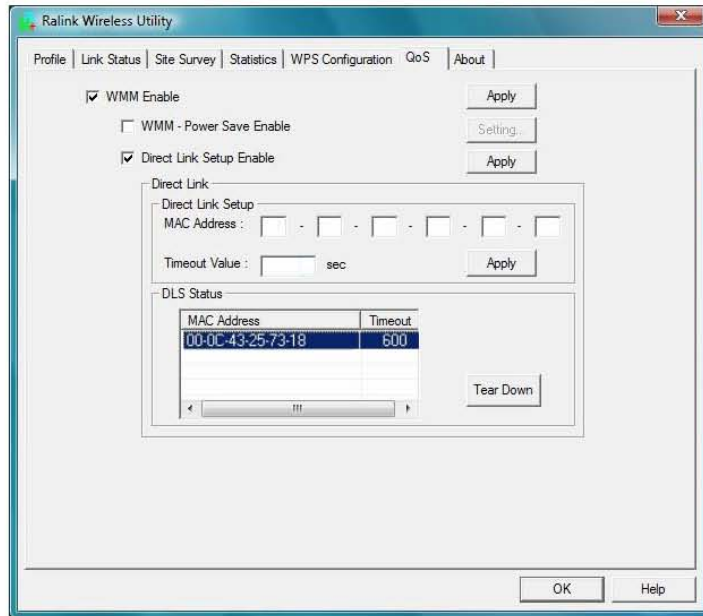 Ralink Wireless Utility
Profile Link Status Site Survey Statistics WPS Configuration QoS About
WMM Enable Apply
WMM - Power Save Enable Setting...
Direct Link Setup Enable Apply
Direct Link
Direct Link Setup
MAC Address : - - - - -
Timeout Value : sec Apply
DLS Status
MAC Address Timeout
00-0C-43-25-73-18 600
Tear Down
OK Help